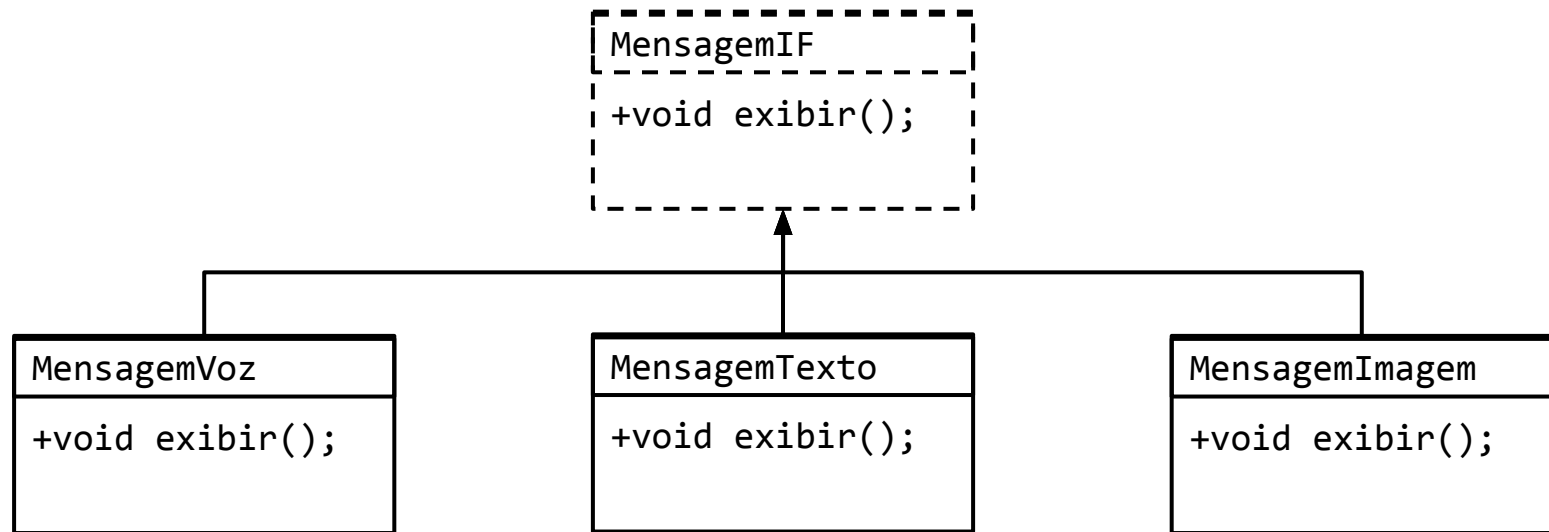 MensagemIF
+void exibir();
MensagemVoz
+void exibir();
MensagemTexto
+void exibir();
MensagemImagem
+void exibir();